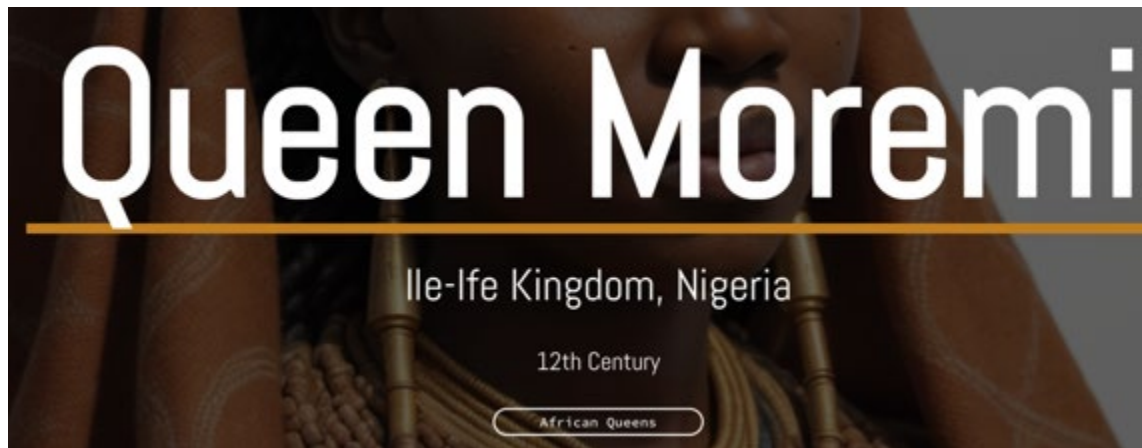 Queen Moremi
Ile-Ife Kingdom, Nigeria
12th Century
African Queens